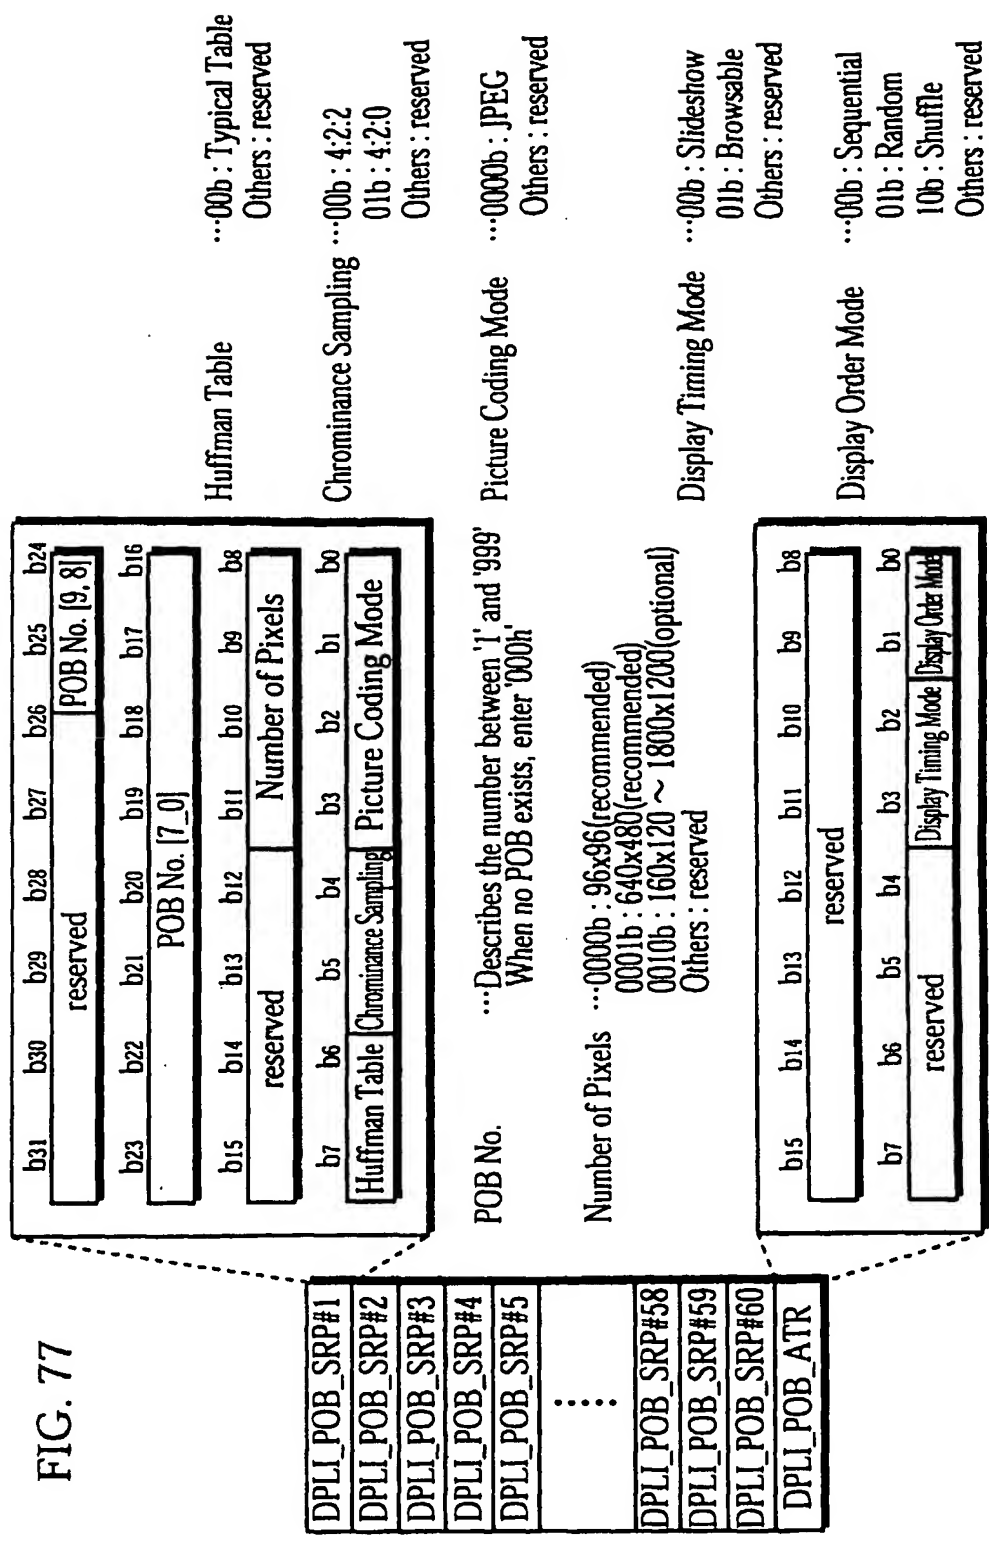 FIG. 77
DPLI_POB_SRP#1
DPLI_POB_SRP#2
DPLI_POB_SRP#3
DPLI_POB_SRP#4
DPLI_POB_SRP#5
......
DPLI_POB_SRP#58
DPLI_POB_SRP#59
DPLI_POB_SRP#60
DPLI_POB_ATR
b31 b30 b29 b28 b27 b26 b25 b24
reserved POB No. [9, 8]
b23 b22 b21 b20 b19 b18 b17 b16
POB No. [7_0]
b15 b14 b13 b12 b11 b10 b9 b8
reserved Number of Pixels
b7 b6 b5 b4 b3 b2 b1 b0
Huffman Table Chrominance Sampling Picture Coding Mode
POB No. ···Describes the number between '1' and '999'
When no POB exists, enter '000h'
Number of Pixels ···0000b : 96x96(recommended)
0001b : 640x480(recommended)
0010b : 160x120 ~ 1800x1200(optional)
Others : reserved
b15 b14 b13 b12 b11 b10 b9 b8
reserved
b7 b6 b5 b4 b3 b2 b1 b0
reserved Display Timing Mode Display Order Mode
Huffman Table ···00b : Typical Table
Others : reserved
Chrominance Sampling ···00b : 4:2:2
01b : 4:2:0
Others : reserved
Picture Coding Mode ···0000b : JPEG
Others : reserved
Display Timing Mode ···00b : Slideshow
01b : Browsable
Others : reserved
Display Order Mode ···00b : Sequential
01b : Random
10b : Shuffle
Others : reserved